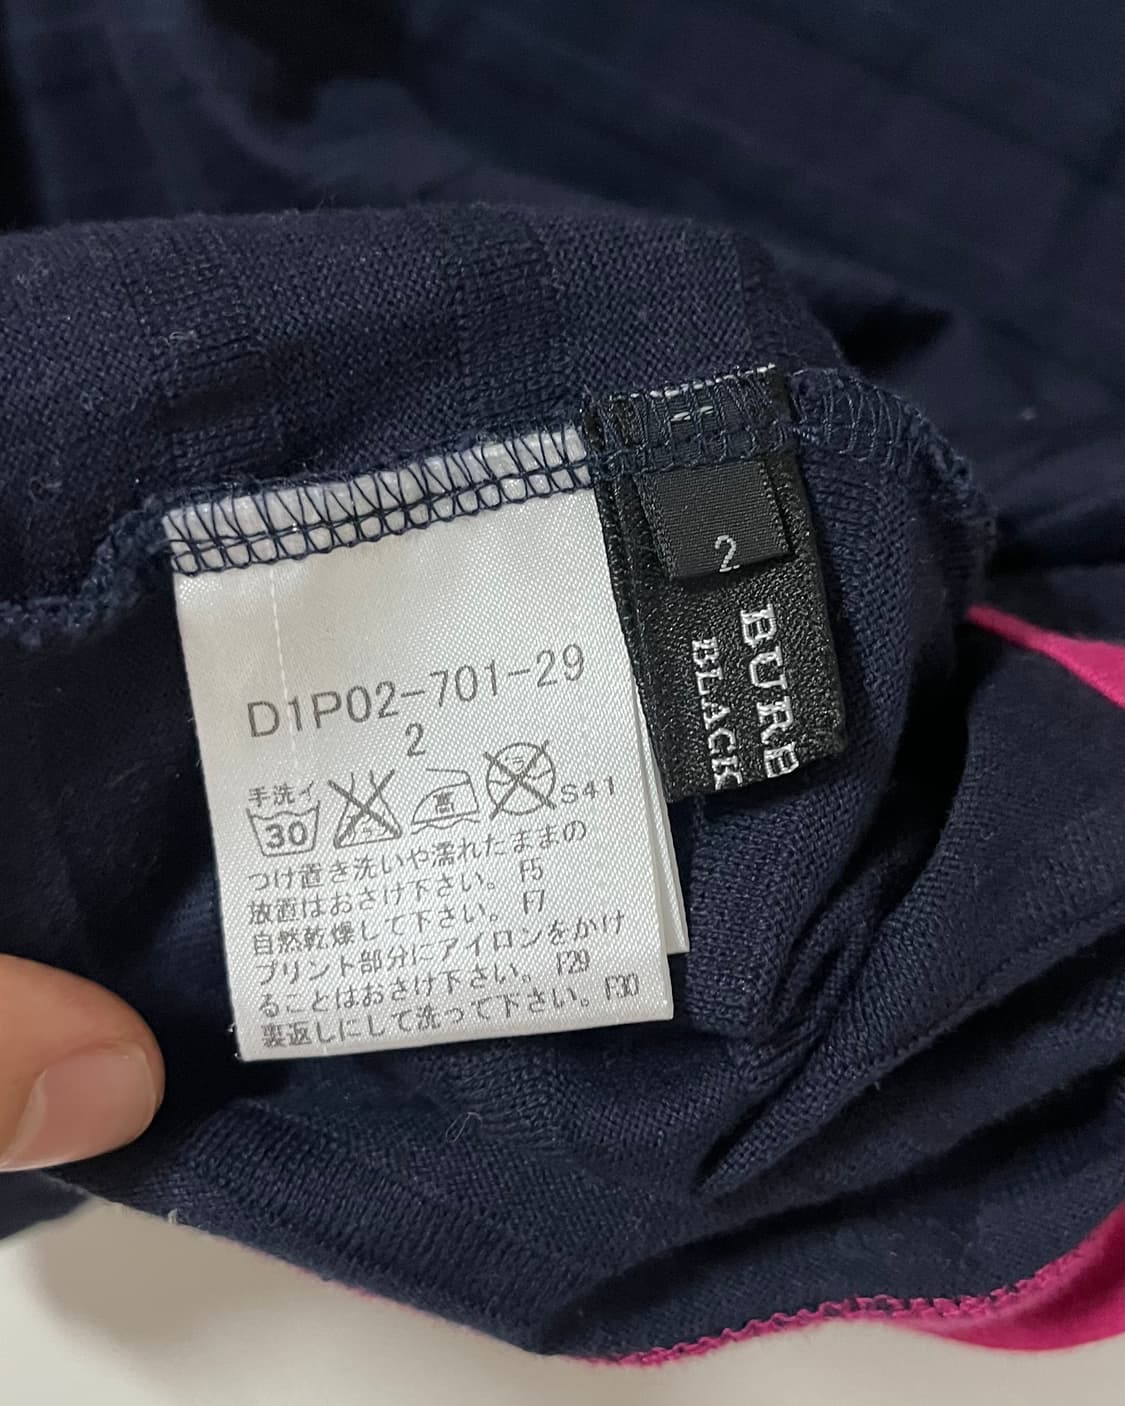 D1P02-701-29
2
手洗イ
30
高
S41
つけ置き洗いや濡れたままの
放置はおさけ下さい。 F5
自然乾燥して下さい。 F7
プリント部分にアイロンをかけ
ることはおさけ下さい。 F29
裏返しにして洗って下さい。F30
2
BURB
BLACK